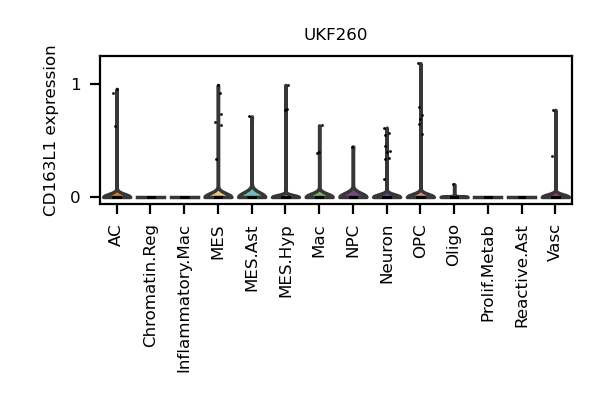 UKF260
CD163L1 expression
1
0
AC
Chromatin.Reg
Inflammatory.Mac
MES
MES.Ast
MES.Hyp
Mac
NPC
Neuron
OPC
Oligo
Prolif.Metab
Reactive.Ast
Vasc